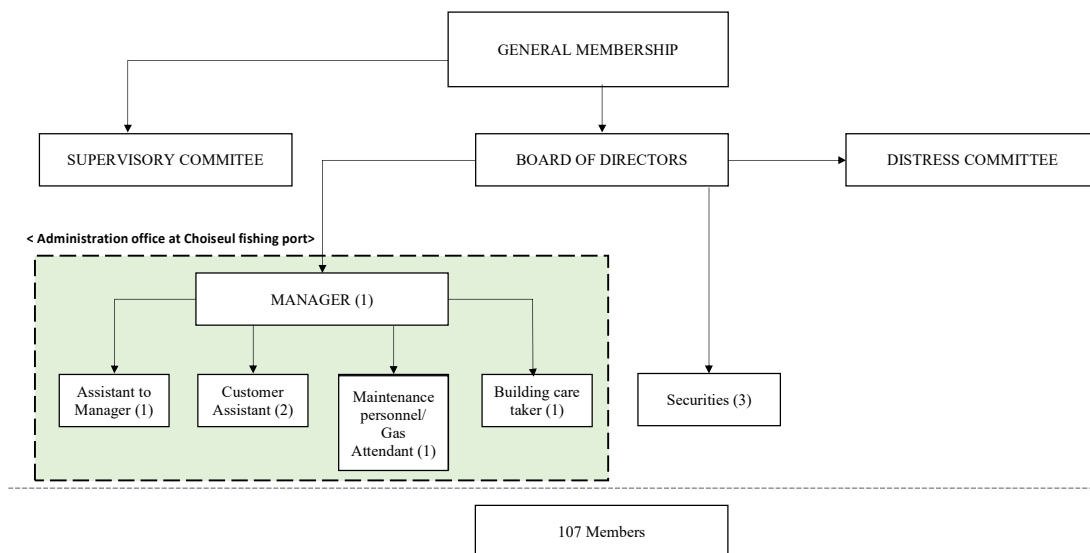 GENERAL MEMBERSHIP
SUPERVISORY COMMITEE
BOARD OF DIRECTORS
DISTRESS COMMITTEE
< Administration office at Choiseul fishing port>
MANAGER (1)
Assistant to
Manager (1)
Customer
Assistant (2)
Maintenance
personnel/
Gas
Attendant (1)
Building care
taker (1)
Securities (3)
107 Members